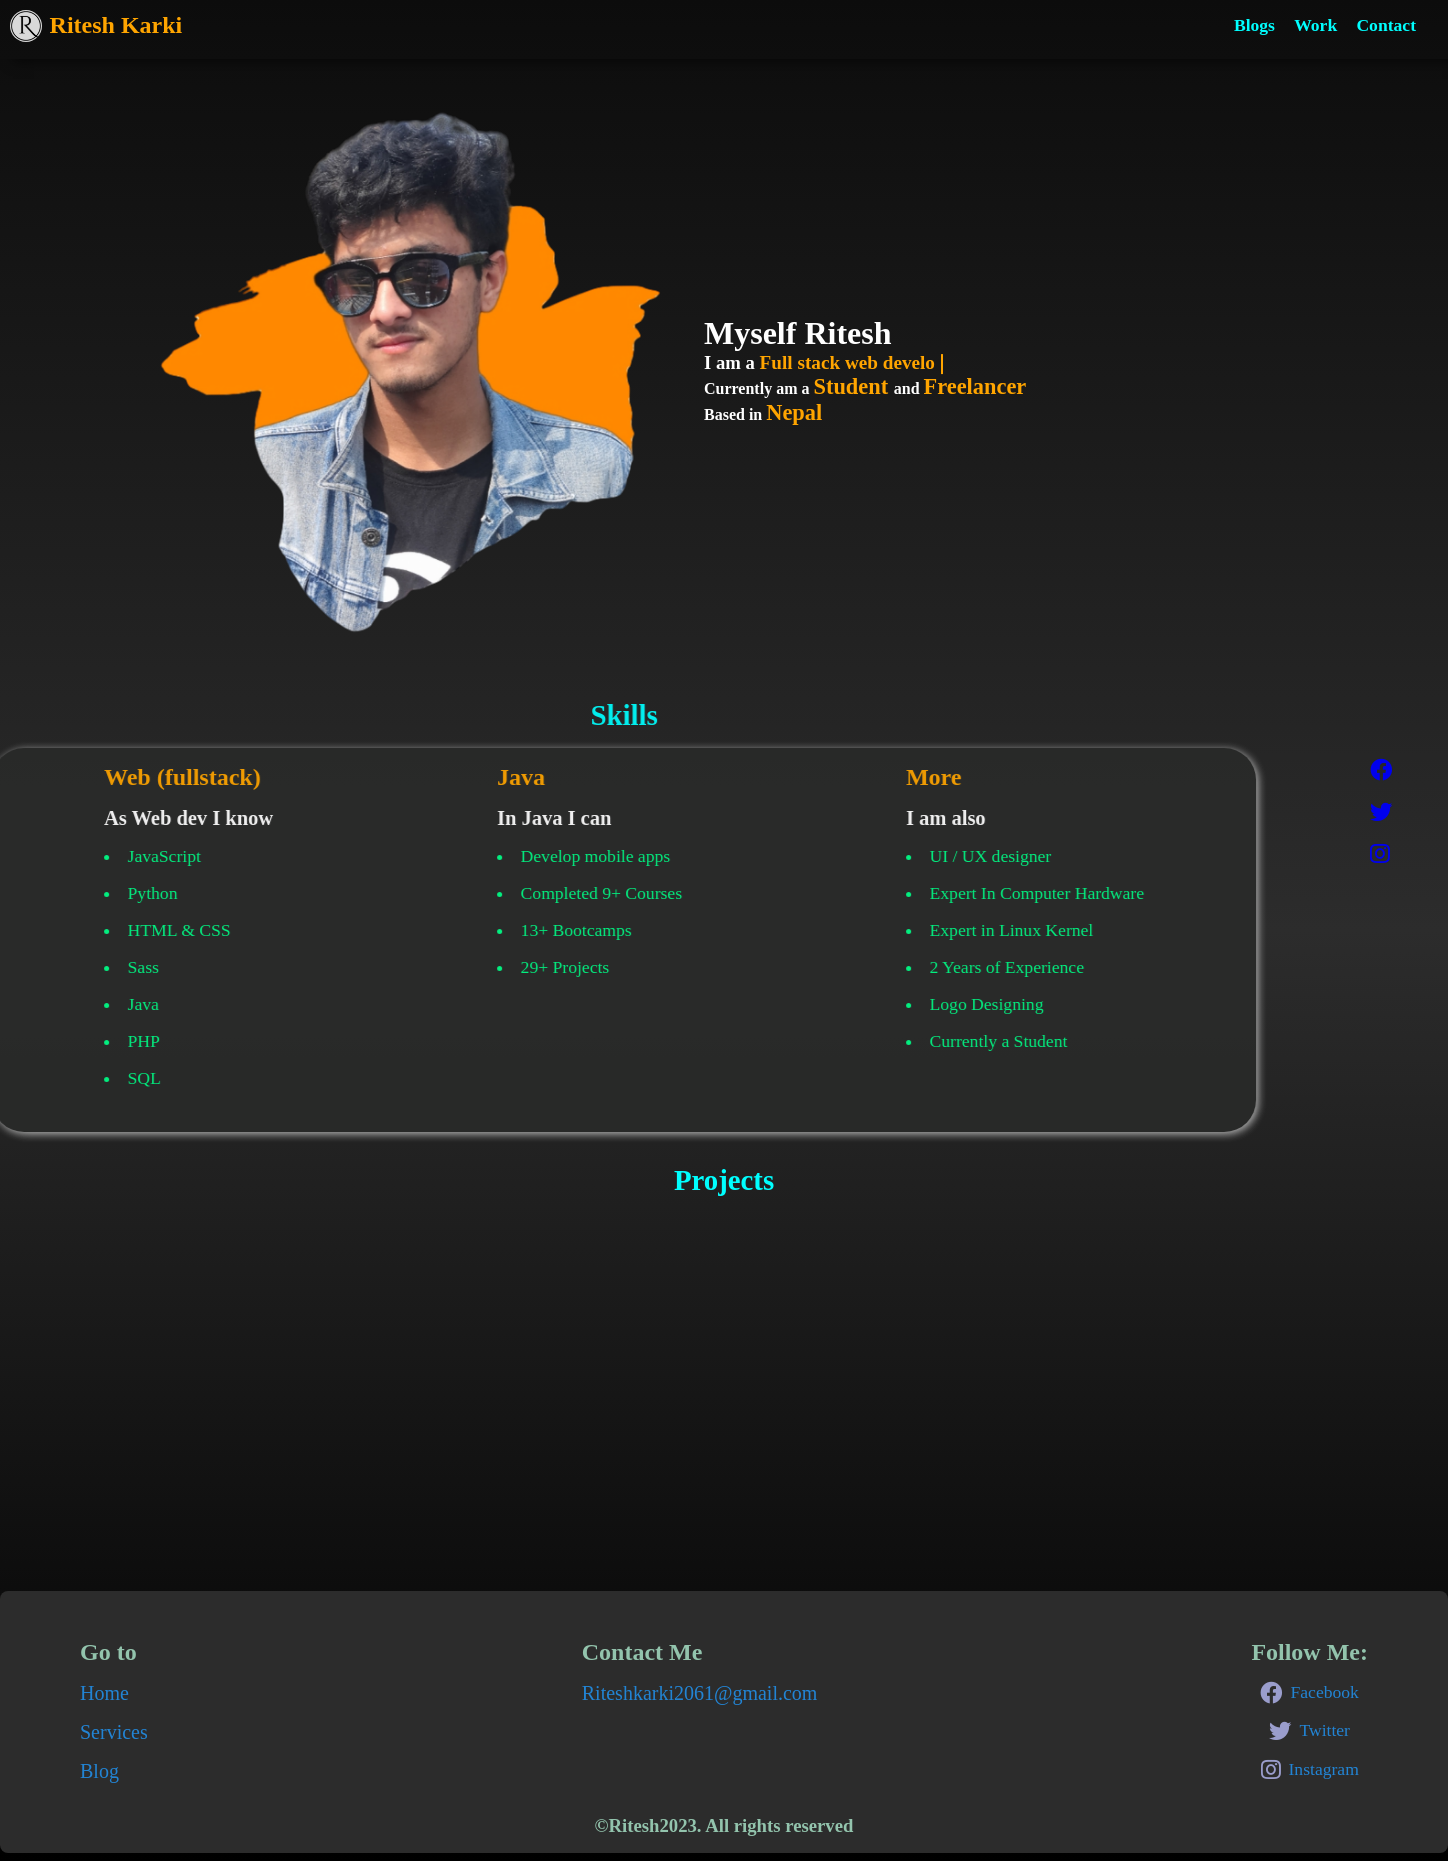 R Ritesh Karki
Blogs Work Contact
Myself Ritesh
I am a Full stack web develo |
Currently am a Student and Freelancer
Based in Nepal
Skills
Web (fullstack)
As Web dev I know
JavaScript
Python
HTML & CSS
Sass
Java
PHP
SQL
Java
In Java I can
Develop mobile apps
Completed 9+ Courses
13+ Bootcamps
29+ Projects
More
I am also
UI / UX designer
Expert In Computer Hardware
Expert in Linux Kernel
2 Years of Experience
Logo Designing
Currently a Student
Projects
Go to
Home
Services
Blog
Contact Me
Riteshkarki2061@gmail.com
Follow Me:
Facebook
Twitter
Instagram
©Ritesh2023. All rights reserved